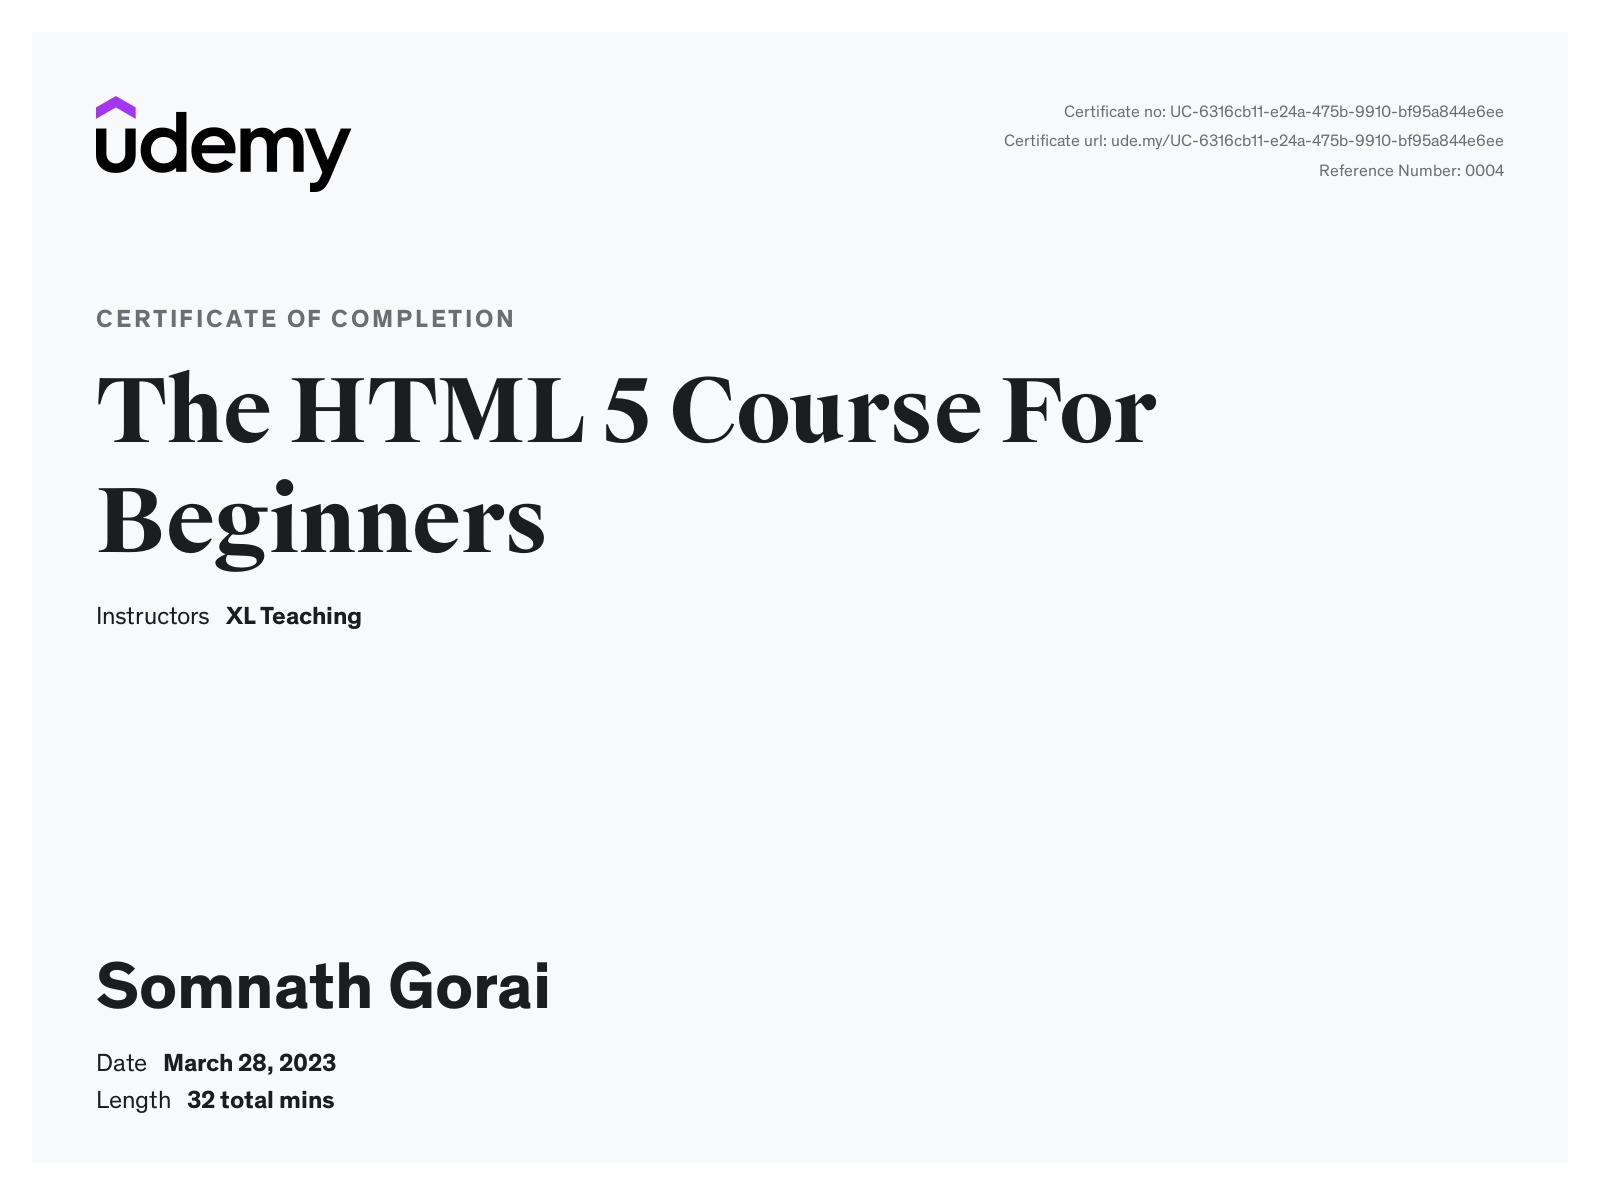 udemy
Certificate no: UC-6316cb11-e24a-475b-9910-bf95a844e6ee
Certificate url: ude.my/UC-6316cb11-e24a-475b-9910-bf95a844e6ee
Reference Number: 0004
CERTIFICATE OF COMPLETION
The HTML 5 Course For
Beginners
Instructors XL Teaching
Somnath Gorai
Date March 28, 2023
Length 32 total mins